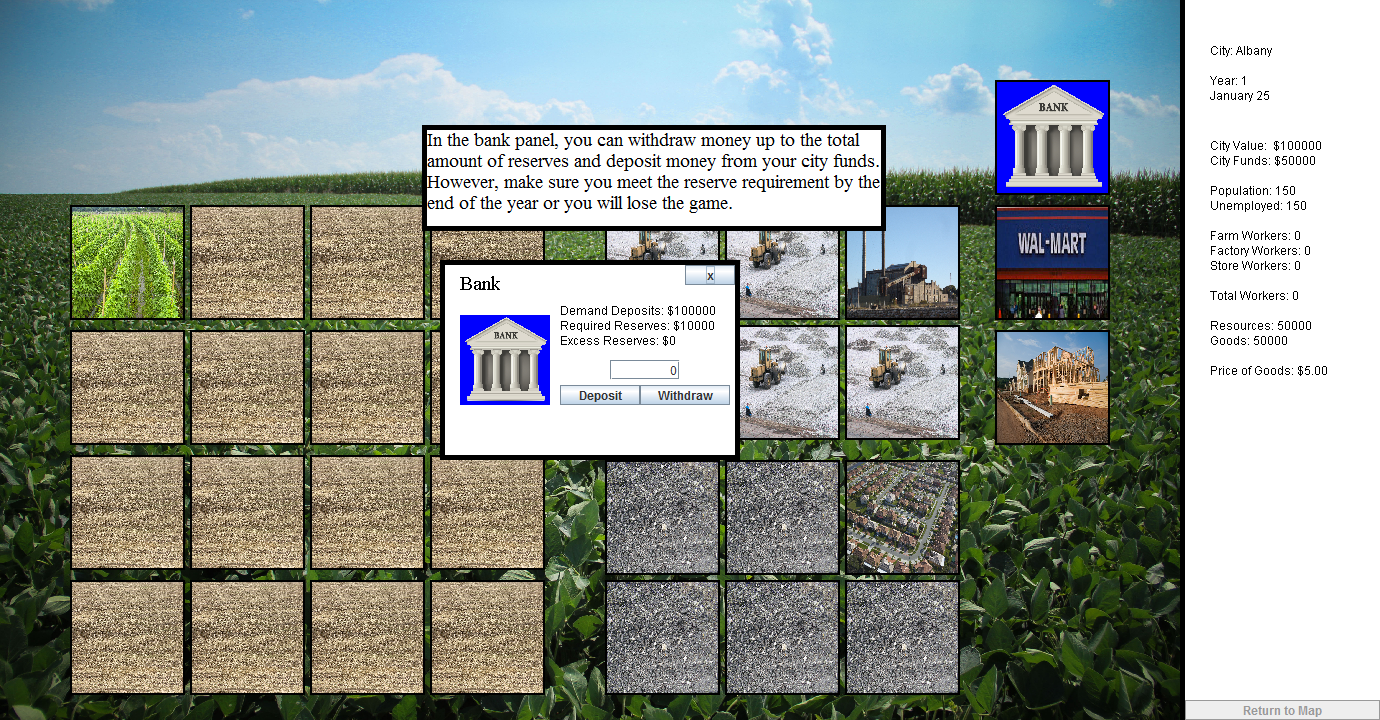 In the bank panel, you can withdraw money up to the total
amount of reserves and deposit money from your city funds.
However, make sure you meet the reserve requirement by the
end of the year or you will lose the game.
Bank
x
BANK
Demand Deposits: $100000
Required Reserves: $10000
Excess Reserves: $0
0
Deposit
Withdraw
BANK
WAL-MART
City: Albany
Year: 1
January 25
City Value: $100000
City Funds: $50000
Population: 150
Unemployed: 150
Farm Workers: 0
Factory Workers: 0
Store Workers: 0
Total Workers: 0
Resources: 50000
Goods: 50000
Price of Goods: $5.00
Return to Map